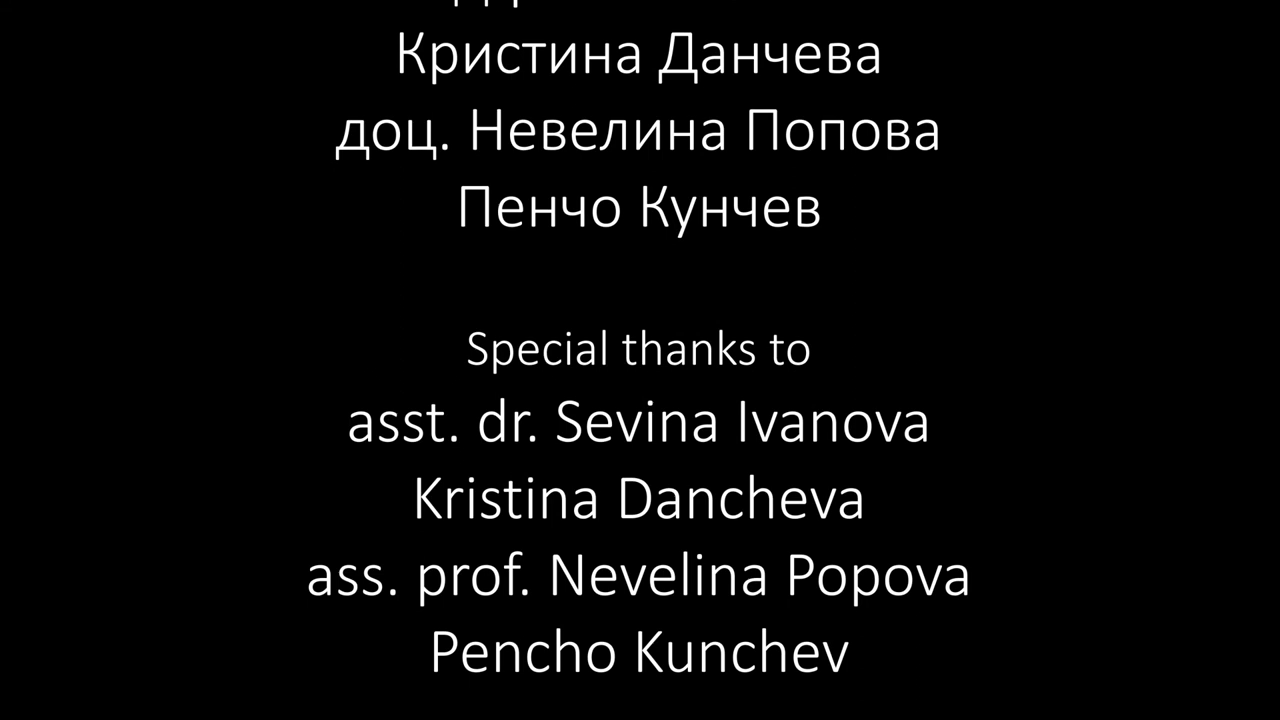 Кристина Данчева
доц. Невелина Попова
Пенчо Кунчев
Special thanks to
asst. dr. Sevina Ivanova
Kristina Dancheva
ass. prof. Nevelina Popova
Pencho Kunchev